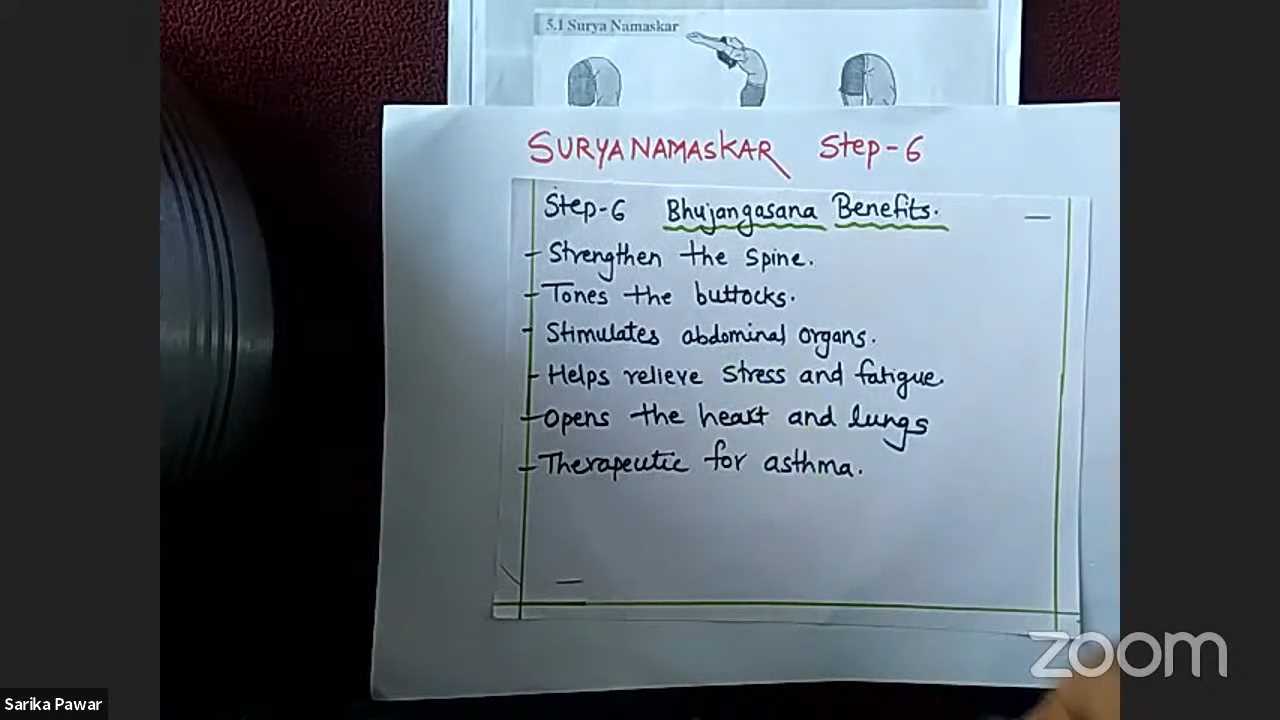 5.1 Surya Namaskar
SURYANAMASKAR Step-6
Step-6 Bhujangasana Benefits.
- Strengthen the spine.
- Tones the buttocks.
- Stimulates abdominal organs.
- Helps relieve stress and fatigue.
- Opens the heart and lungs
- Therapeutic for asthma.
zoom
Sarika Pawar